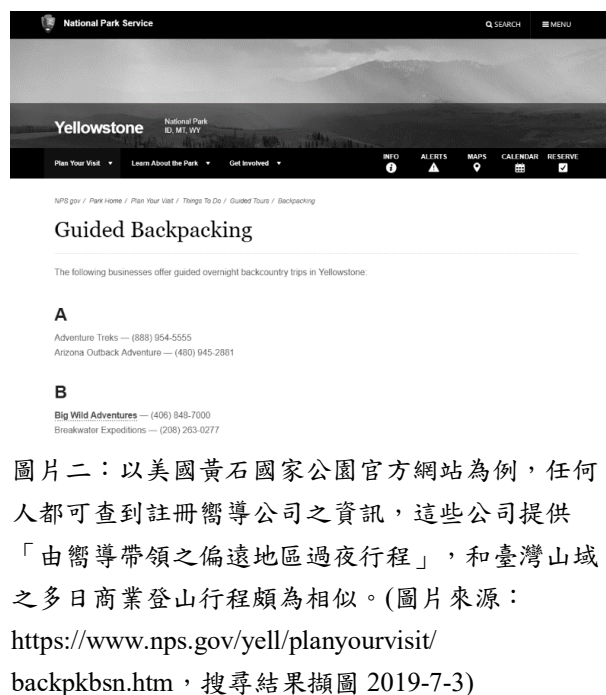 National Park Service
SEARCH
MENU
Yellowstone
National Park
ID, MT, WY
Plan Your Visit
Learn About the Park
Get Involved
INFO
ALERTS
MAPS
CALENDAR
RESERVE
NPS.gov / Park Home / Plan Your Visit / Things To Do / Guided Tours / Backpacking
Guided Backpacking
The following businesses offer guided overnight backcountry trips in Yellowstone:
A
Adventure Treks — (888) 954-5555
Arizona Outback Adventure — (480) 945-2881
B
Big Wild Adventures — (406) 848-7000
Breakwater Expeditions — (208) 263-0277
圖片二：以美國黃石國家公園官方網站為例，任何
人都可查到註冊嚮導公司之資訊，這些公司提供
「由嚮導帶領之偏遠地區過夜行程」，和臺灣山域
之多日商業登山行程頗為相似。(圖片來源：
https://www.nps.gov/yell/planyourvisit/
backpkbsn.htm，搜尋結果擷圖 2019-7-3)